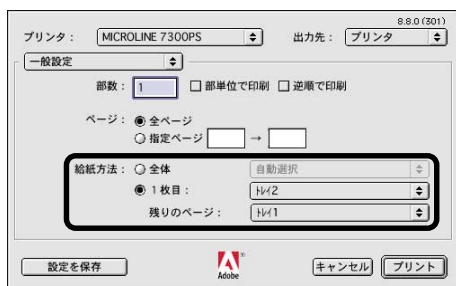 8.8.0 (301)
プリンタ： MICROLINE 7300PS 出力先： プリンタ
一般設定
部数： 1 部単位で印刷 逆順で印刷
ページ： 全ページ
指定ページ →
給紙方法： 全体 自動選択
1 枚目： トレイ2
残りのページ： トレイ1
設定を保存 Adobe キャンセル プリント